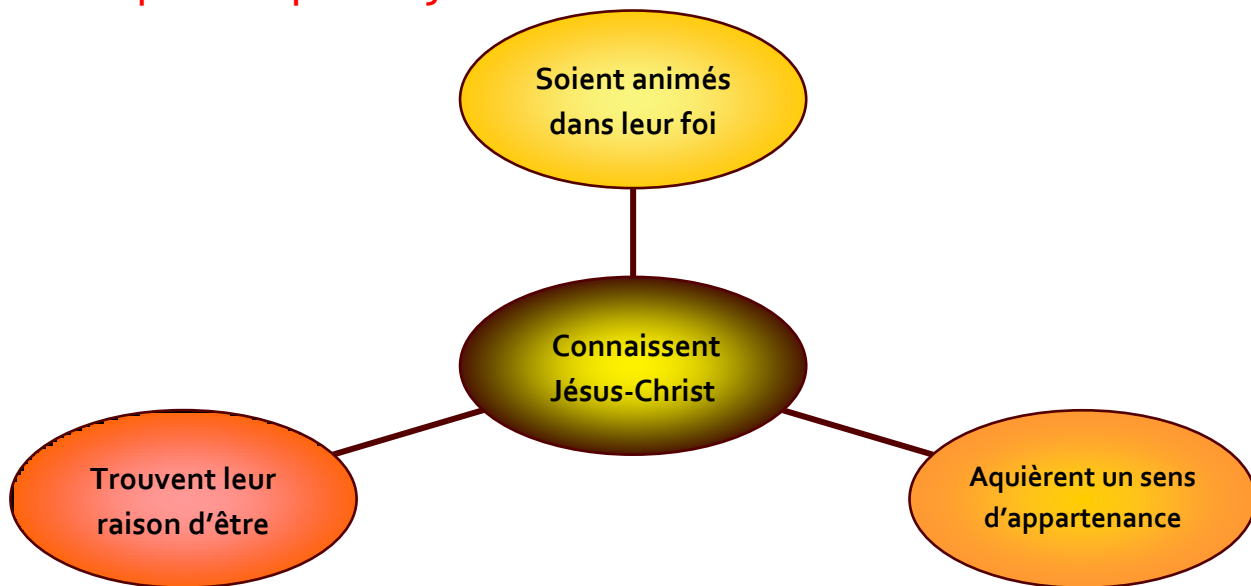 Soient animés
dans leur foi
Connaissent
Jésus-Christ
Trouvent leur
raison d’être
Aquièrent un sens
d’appartenance